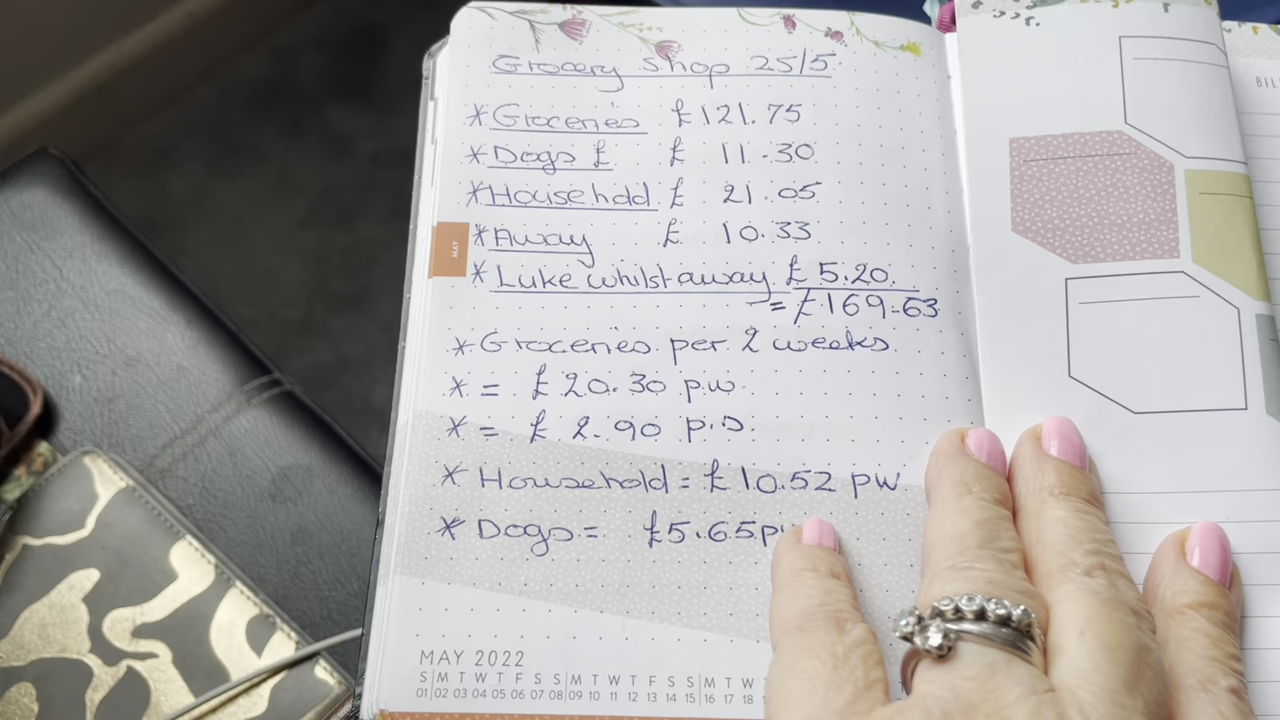 Grocery shop 25/5.
* Groceries £121.75
* Dogs £ £ 11.30
* Household £ 21.05
* Away £ 10.33
* Luke whilst away £5.20.
= £169.63
* Groceries per 2 weeks.
* = £20.30 p.w.
* = £ 2.90 P.D.
* Household = £10.52 pw.
* Dogs = £5.65p
MAY
MAY 2022
S M T W T F S S M T W T F S S M T W
01 02 03 04 05 06 07 08 09 10 11 12 13 14 15 16 17 18
BIL